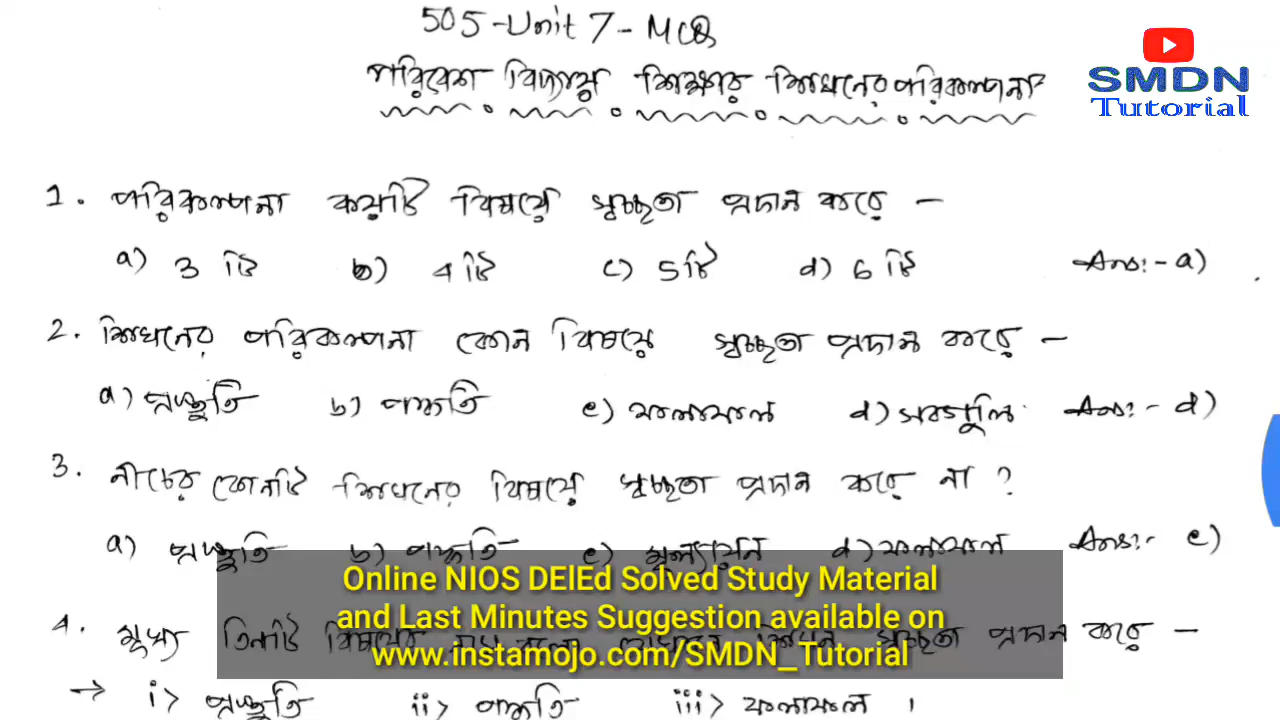 505-Unit 7- MCQ
পরিবেশ বিদ্যায় শিক্ষার শিখনের পরিকল্পনা
SMDN
Tutorial
1. পরিকল্পনা কয়টি বিষয়ে স্বচ্ছতা প্রদান করে -
a) 3 টি b) 4 টি c) 5 টি d) 6 টি Ans:- a)
2. শিখনের পরিকল্পনা কোন বিষয়ে স্বচ্ছতা প্রদান করে -
a) প্রস্তুতি b) পদ্ধতি c) ফলাফল d) সবগুলি Ans:- d)
3. নীচের কোনটি শিখনের বিষয়ে স্বচ্ছতা প্রদান করে না ?
a) প্রস্তুতি b) পদ্ধতি c) মূল্যায়ন d) ফলাফল Ans:- c)
Online NIOS DElEd Solved Study Material
and Last Minutes Suggestion available on
www.instamojo.com/SMDN_Tutorial
4. মুখ্য তিনটি বিষয়ের শিখন স্বচ্ছতা প্রদান করে -
→ i> প্রস্তুতি ii> পদ্ধতি iii> ফলাফল ।